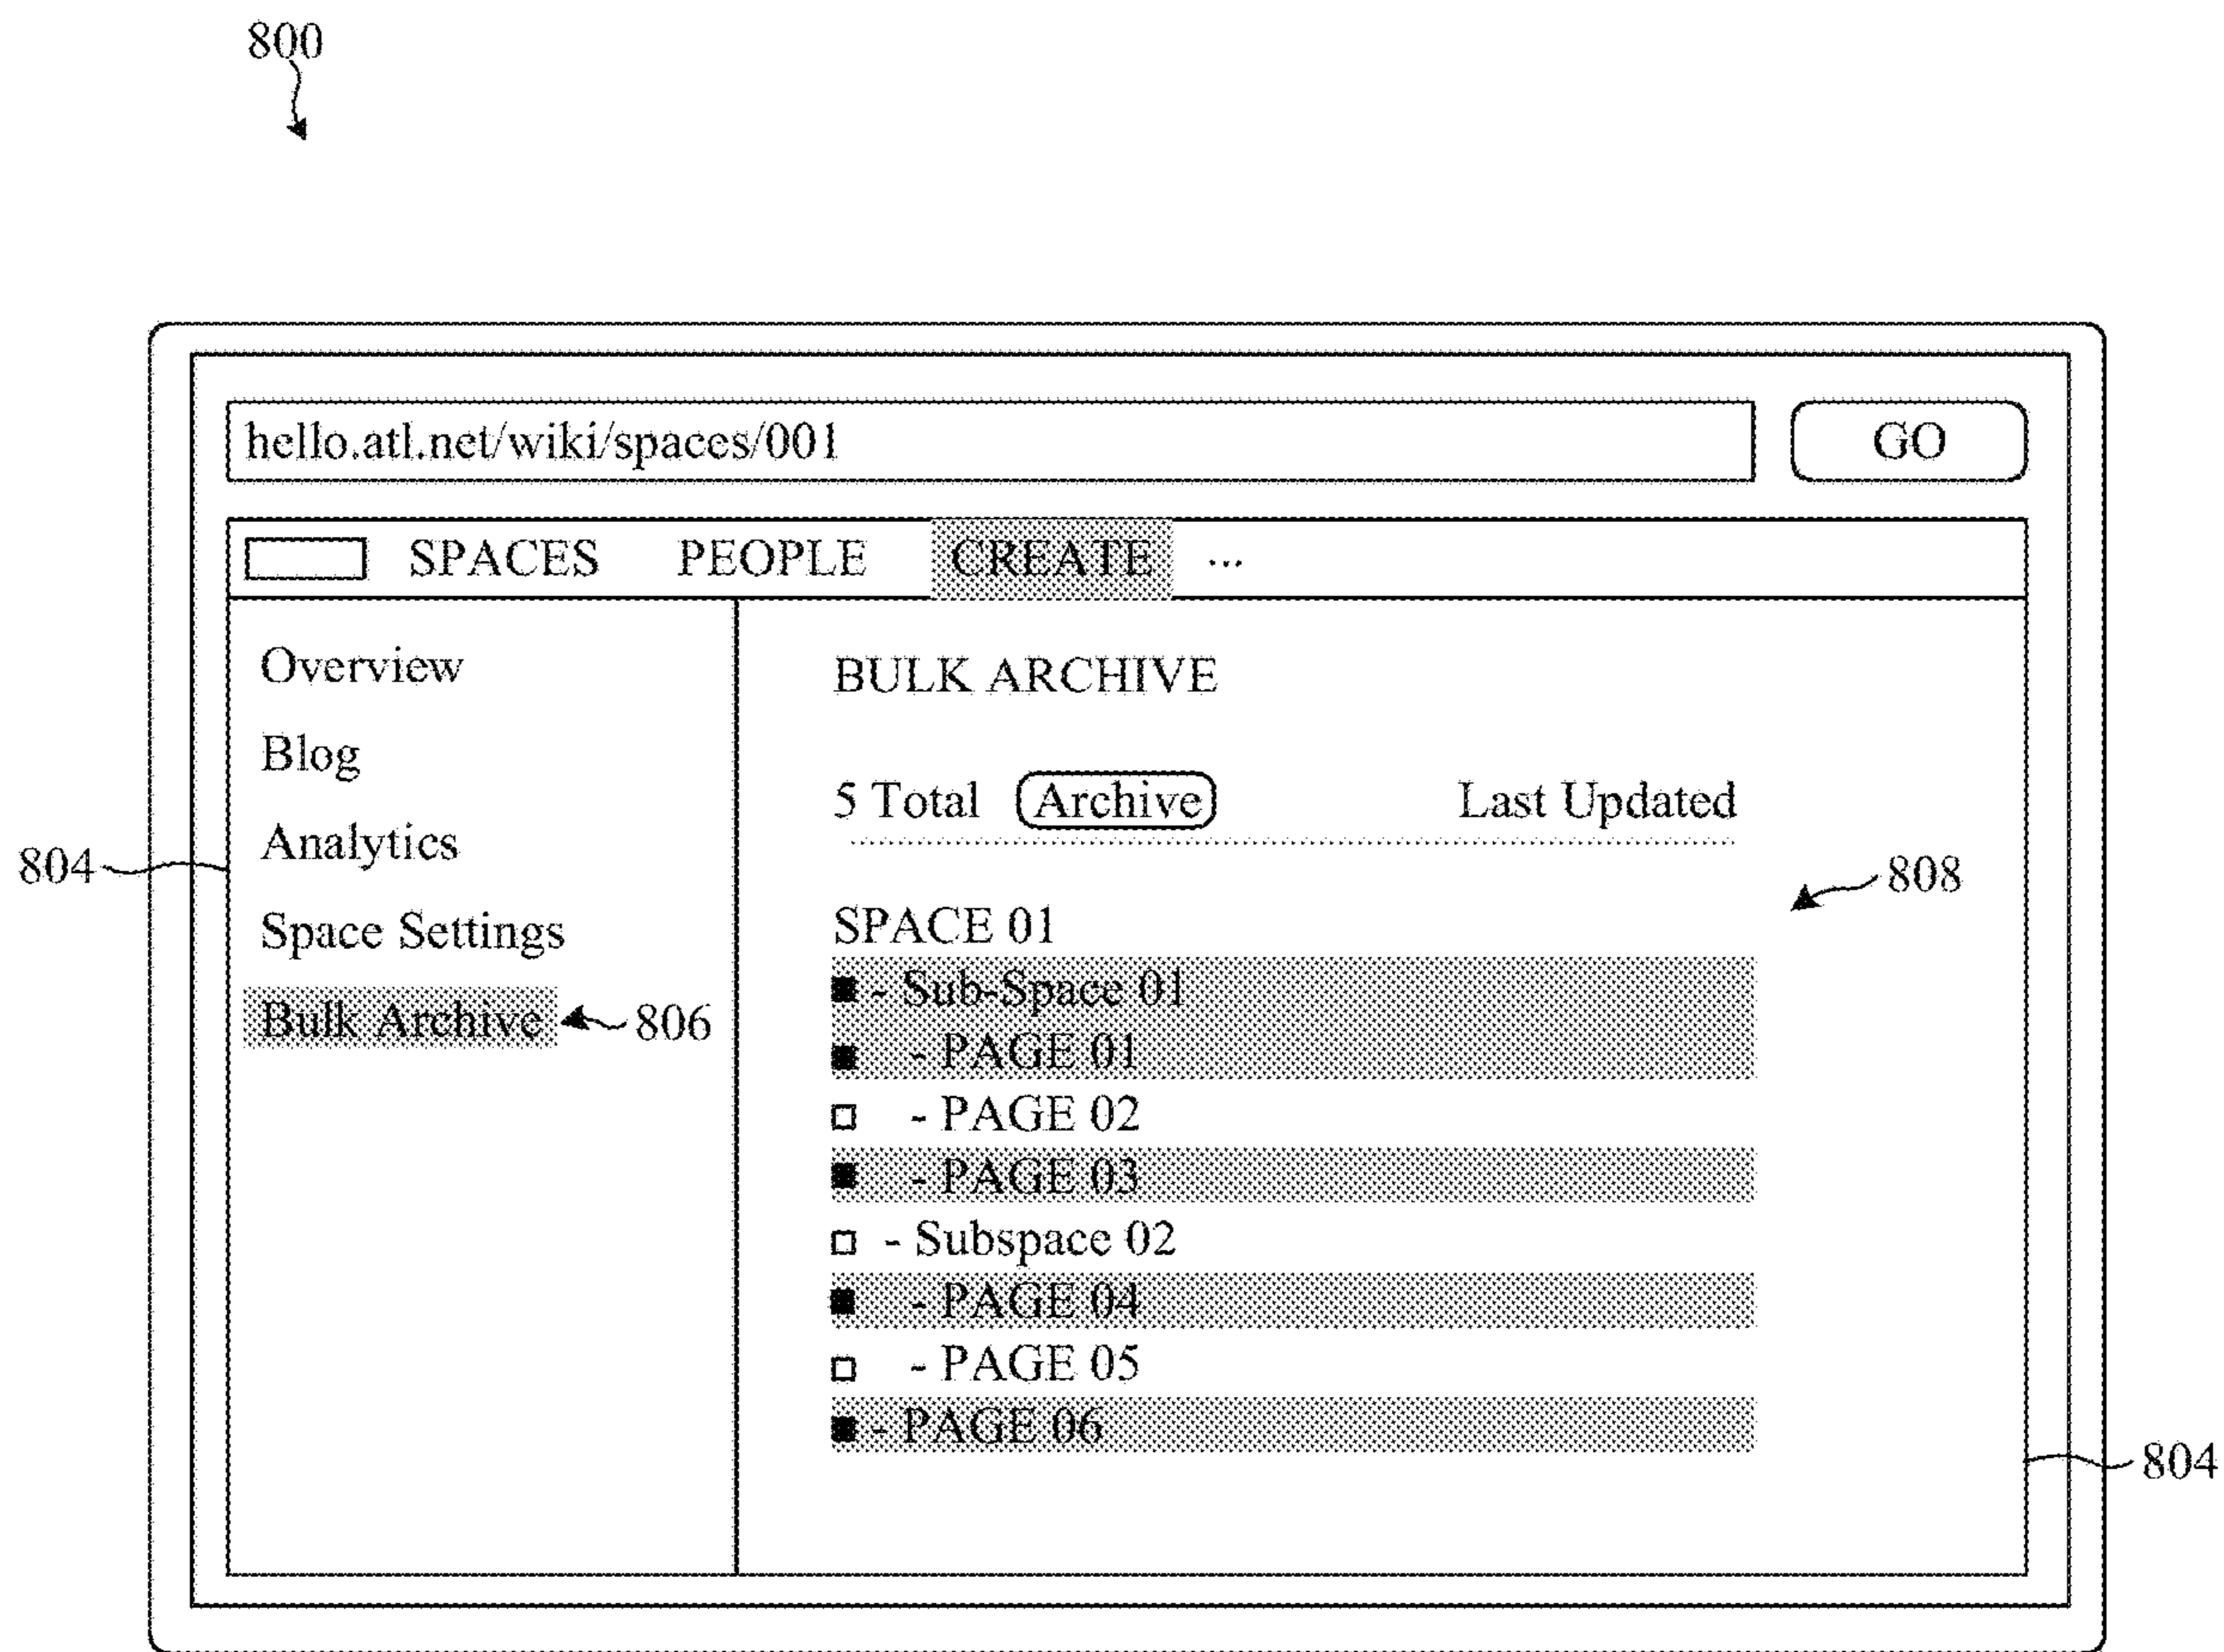 800
hello.atl.net/wiki/spaces/001 GO
SPACES PEOPLE CREATE ...
Overview
Blog
Analytics
Space Settings
Bulk Archive
804
806
BULK ARCHIVE
5 Total Archive Last Updated
808
SPACE 01
- Sub-Space 01
- PAGE 01
- PAGE 02
- PAGE 03
- Subspace 02
- PAGE 04
- PAGE 05
- PAGE 06
804